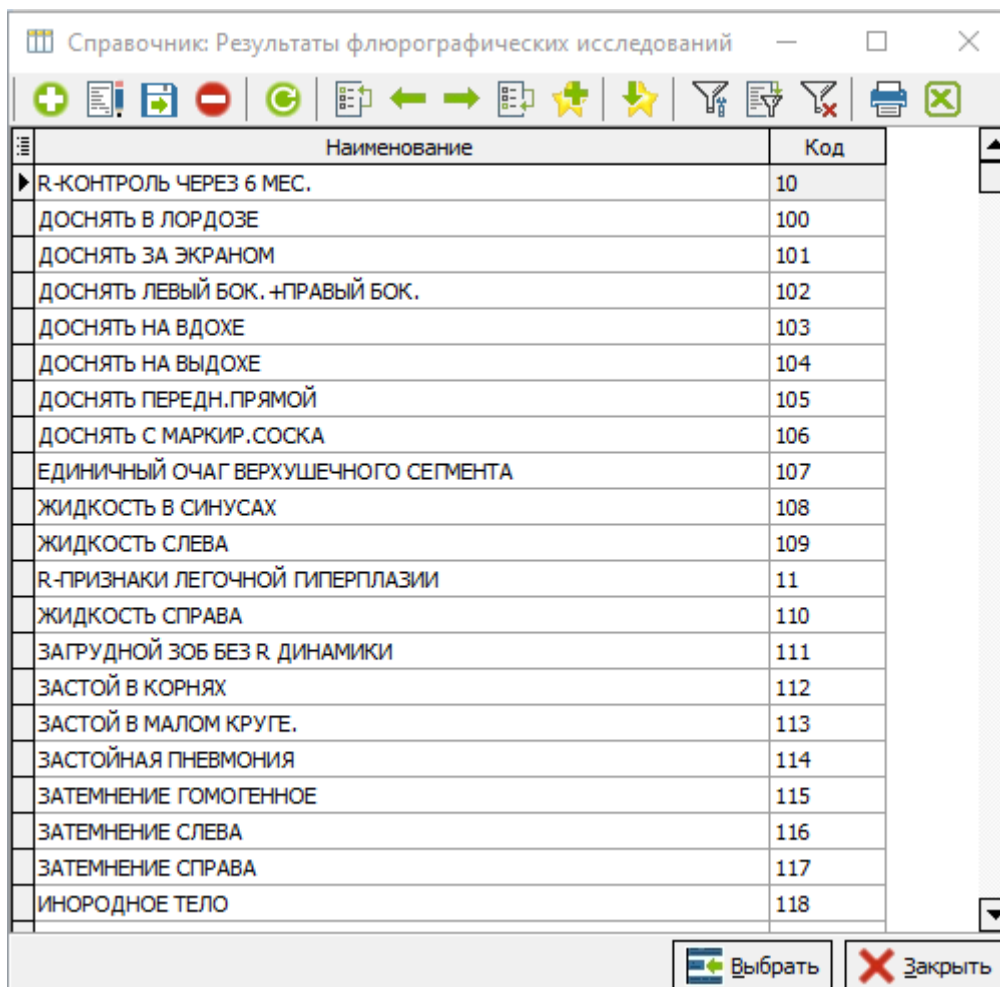 Справочник: Результаты флюрографических исследований
Наименование Код
R-КОНТРОЛЬ ЧЕРЕЗ 6 МЕС. 10
ДОСНЯТЬ В ЛОРДОЗЕ 100
ДОСНЯТЬ ЗА ЭКРАНОМ 101
ДОСНЯТЬ ЛЕВЫЙ БОК.+ПРАВЫЙ БОК. 102
ДОСНЯТЬ НА ВДОХЕ 103
ДОСНЯТЬ НА ВЫДОХЕ 104
ДОСНЯТЬ ПЕРЕДН.ПРЯМОЙ 105
ДОСНЯТЬ С МАРКИР.СОСКА 106
ЕДИНИЧНЫЙ ОЧАГ ВЕРХУШЕЧНОГО СЕГМЕНТА 107
ЖИДКОСТЬ В СИНУСАХ 108
ЖИДКОСТЬ СЛЕВА 109
R-ПРИЗНАКИ ЛЕГОЧНОЙ ГИПЕРПЛАЗИИ 11
ЖИДКОСТЬ СПРАВА 110
ЗАГРУДНОЙ ЗОБ БЕЗ R ДИНАМИКИ 111
ЗАСТОЙ В КОРНЯХ 112
ЗАСТОЙ В МАЛОМ КРУГЕ. 113
ЗАСТОЙНАЯ ПНЕВМОНИЯ 114
ЗАТЕМНЕНИЕ ГОМОГЕННОЕ 115
ЗАТЕМНЕНИЕ СЛЕВА 116
ЗАТЕМНЕНИЕ СПРАВА 117
ИНОРОДНОЕ ТЕЛО 118
Выбрать Закрыть